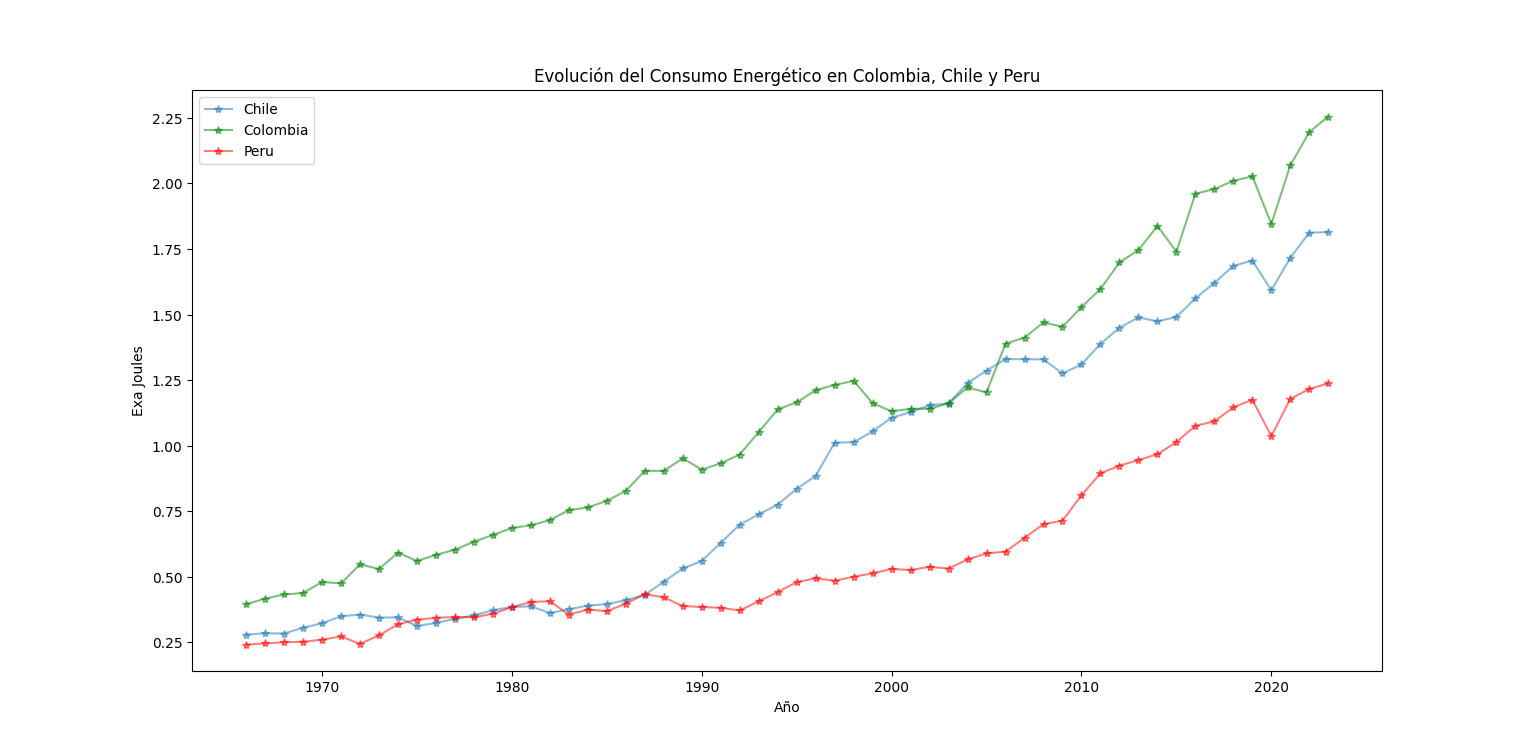 Evolución del Consumo Energético en Colombia, Chile y Peru
Chile
Colombia
Peru
2.25
2.00
1.75
1.50
1.25
1.00
0.75
0.50
0.25
Exa Joules
1970 1980 1990 2000 2010 2020
Año